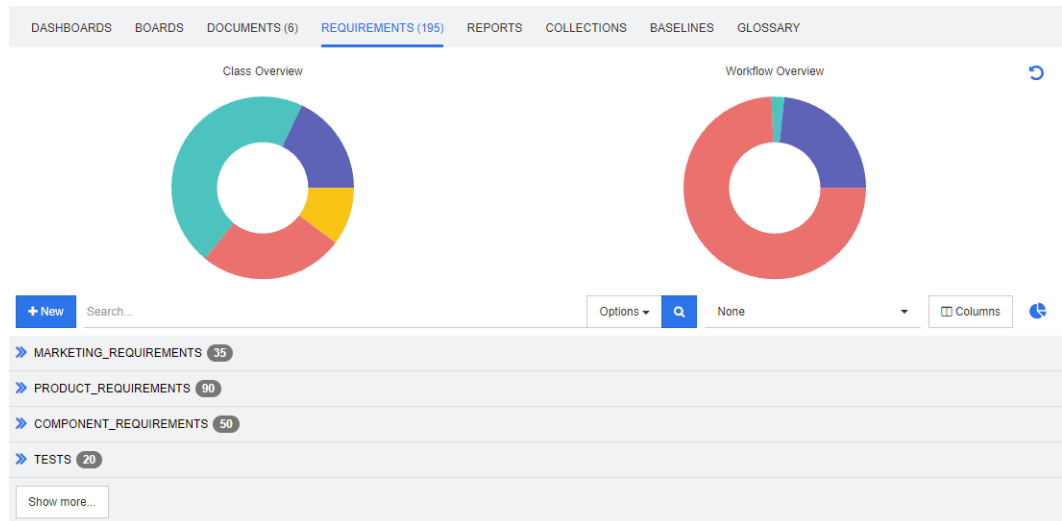 DASHBOARDS BOARDS DOCUMENTS (6) REQUIREMENTS (195) REPORTS COLLECTIONS BASELINES GLOSSARY
Class Overview Workflow Overview
New Search... Options None Columns
MARKETING_REQUIREMENTS 35
PRODUCT_REQUIREMENTS 90
COMPONENT_REQUIREMENTS 50
TESTS 20
Show more...